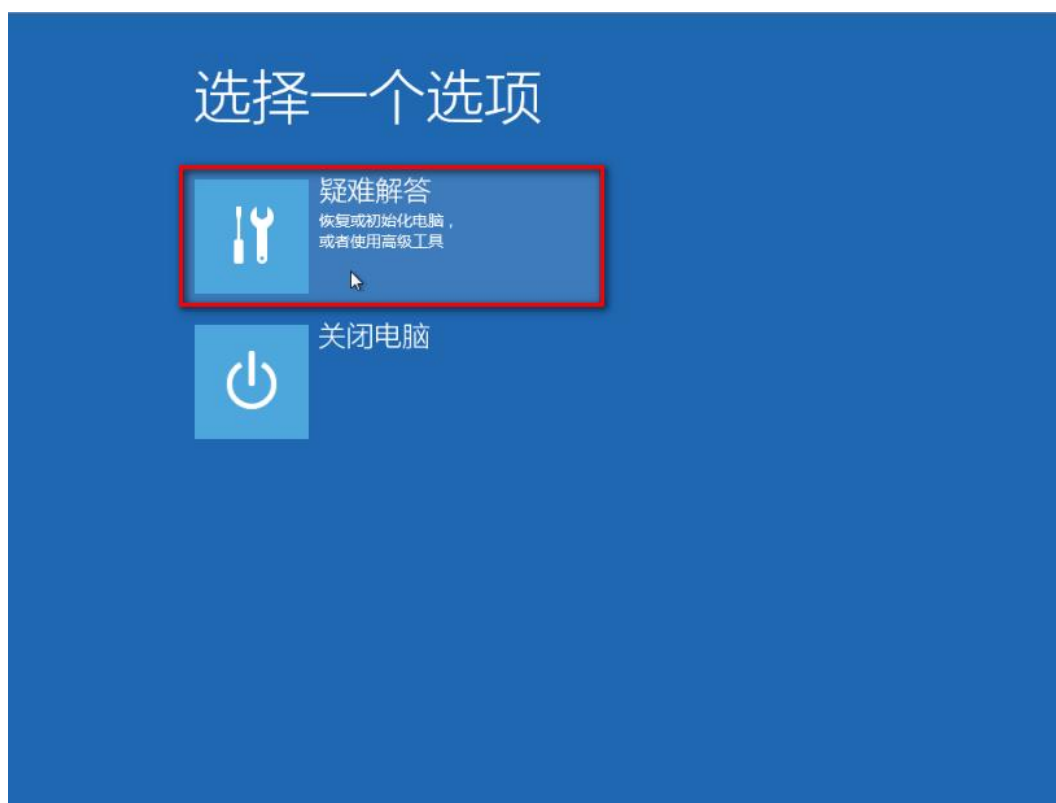 选择一个选项
疑难解答
恢复或初始化电脑，
或者使用高级工具
关闭电脑